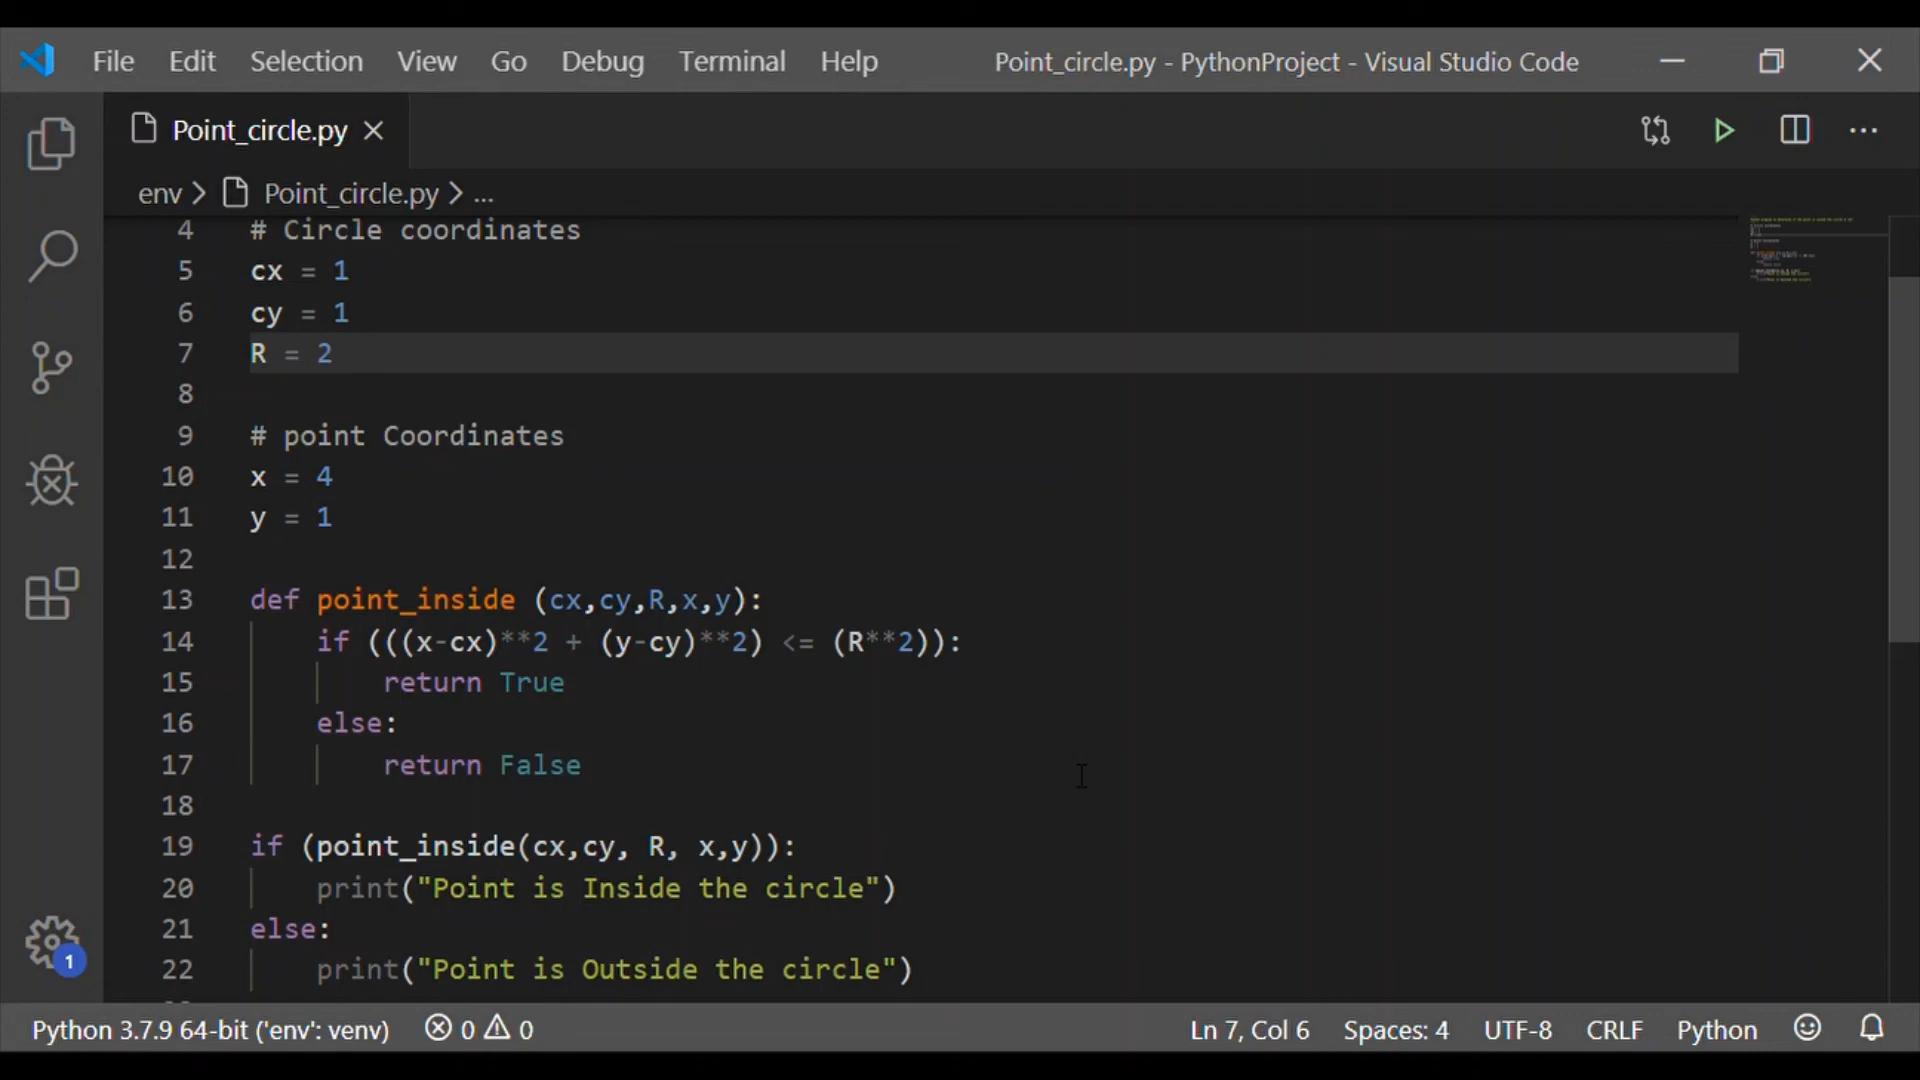 File Edit Selection View Go Debug Terminal Help Point_circle.py - PythonProject - Visual Studio Code
Point_circle.py
env > Point_circle.py > ...
4 # Circle coordinates
5 cx = 1
6 cy = 1
7 R = 2
8
9 # point Coordinates
10 x = 4
11 y = 1
12
13 def point_inside (cx,cy,R,x,y):
14 if (((x-cx)**2 + (y-cy)**2) <= (R**2)):
15 return True
16 else:
17 return False
18
19 if (point_inside(cx,cy, R, x,y)):
20 print("Point is Inside the circle")
21 else:
22 print("Point is Outside the circle")
1
Python 3.7.9 64-bit ('env': venv) 0 0 Ln 7, Col 6 Spaces: 4 UTF-8 CRLF Python